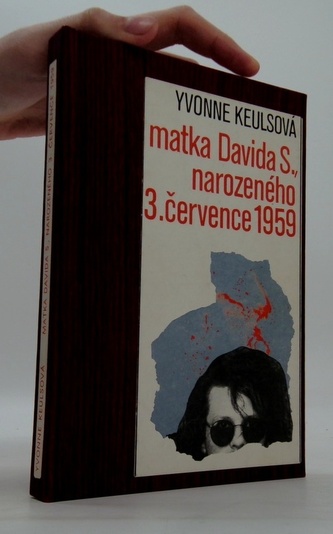 YVONNE KEULSOVÁ
matka Davida S.,
narozeného
3. července 1959
YVONNE KEULSOVÁ MATKA DAVIDA S., NAROZENÉHO 3. ČERVENCE 1959